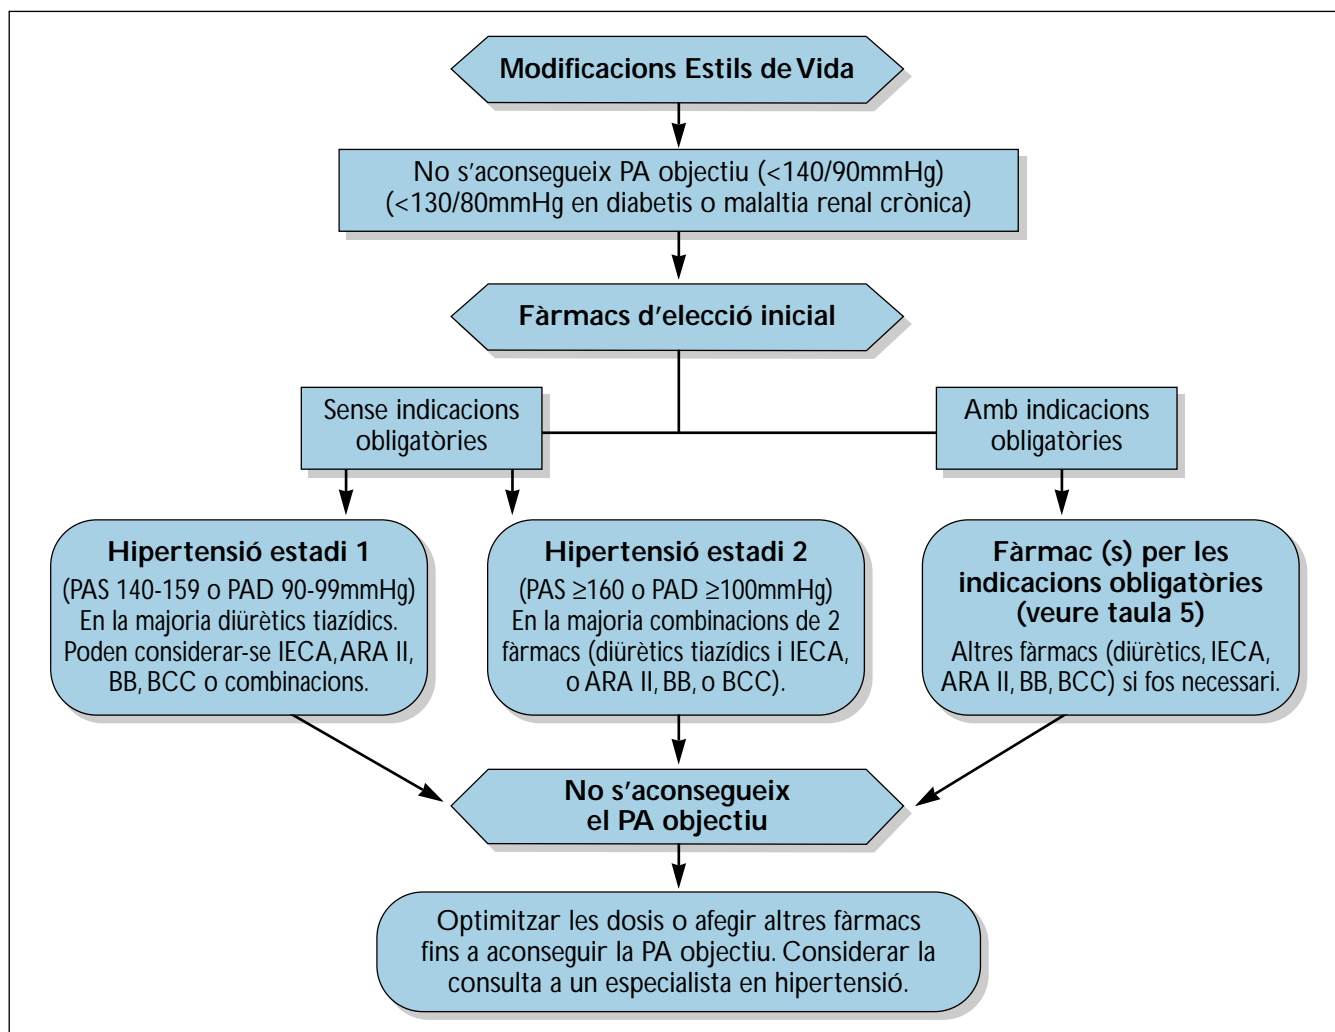 Modificacions Estils de Vida
No s'aconsegueix PA objectiu (<140/90mmHg)
(<130/80mmHg en diabetis o malaltia renal crònica)
Fàrmacs d'elecció inicial
Sense indicacions
obligatòries
Amb indicacions
obligatòries
Hipertensió estadi 1
(PAS 140-159 o PAD 90-99mmHg)
En la majoria diürètics tiazídics.
Poden considerar-se IECA, ARA II,
BB, BCC o combinacions.
Hipertensió estadi 2
(PAS ≥160 o PAD ≥100mmHg)
En la majoria combinacions de 2
fàrmacs (diürètics tiazídics i IECA,
o ARA II, BB, o BCC).
Fàrmac (s) per les
indicacions obligatòries
(veure taula 5)
Altres fàrmacs (diürètics, IECA,
ARA II, BB, BCC) si fos necessari.
No s'aconsegueix
el PA objectiu
Optimitzar les dosis o afegir altres fàrmacs
fins a aconseguir la PA objectiu. Considerar la
consulta a un especialista en hipertensió.